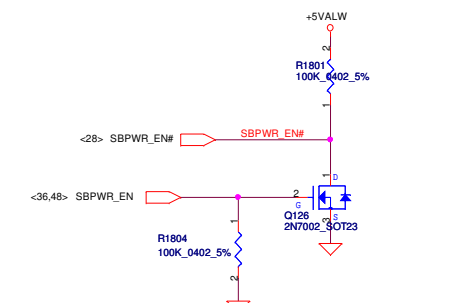 +5VALW
2
R1801
100K_0402_5%
1
<28> SBPWR_EN# SBPWR_EN#
1 D
<36,48> SBPWR_EN
2
G
Q126
3 S
2N7002_SOT23
1
R1804
100K_0402_5%
2